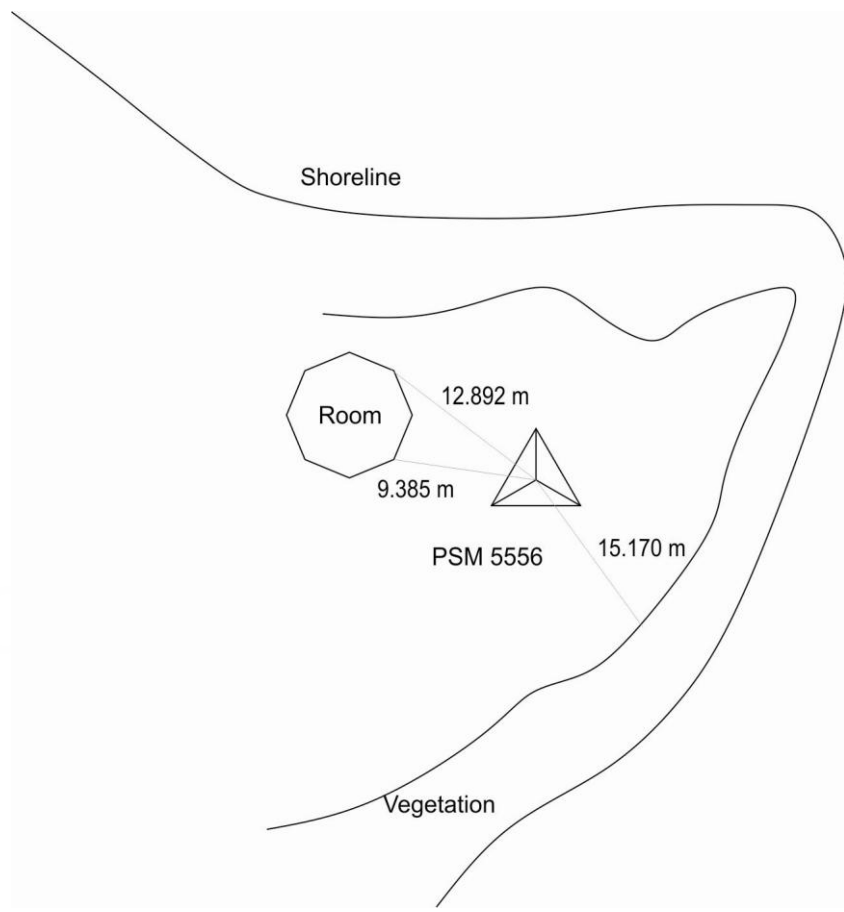 Shoreline
12.892 m
Room
9.385 m
15.170 m
PSM 5556
Vegetation